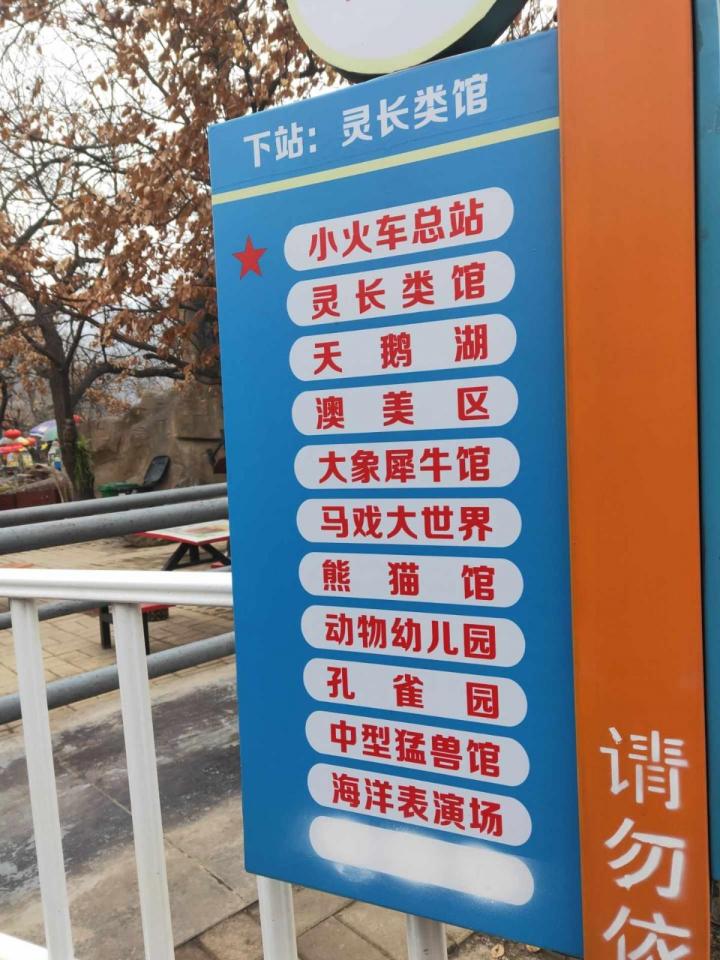 下站：灵长类馆
小火车总站
灵长类馆
天鹅湖
澳美区
大象犀牛馆
马戏大世界
熊猫馆
动物幼儿园
孔雀园
中型猛兽馆
海洋表演场
请勿依